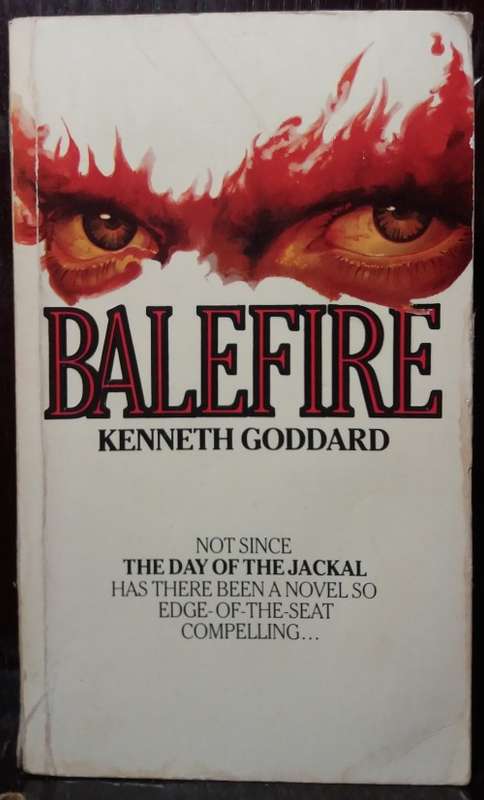 BALEFIRE
KENNETH GODDARD
NOT SINCE
THE DAY OF THE JACKAL
HAS THERE BEEN A NOVEL SO
EDGE-OF-THE-SEAT
COMPELLING...